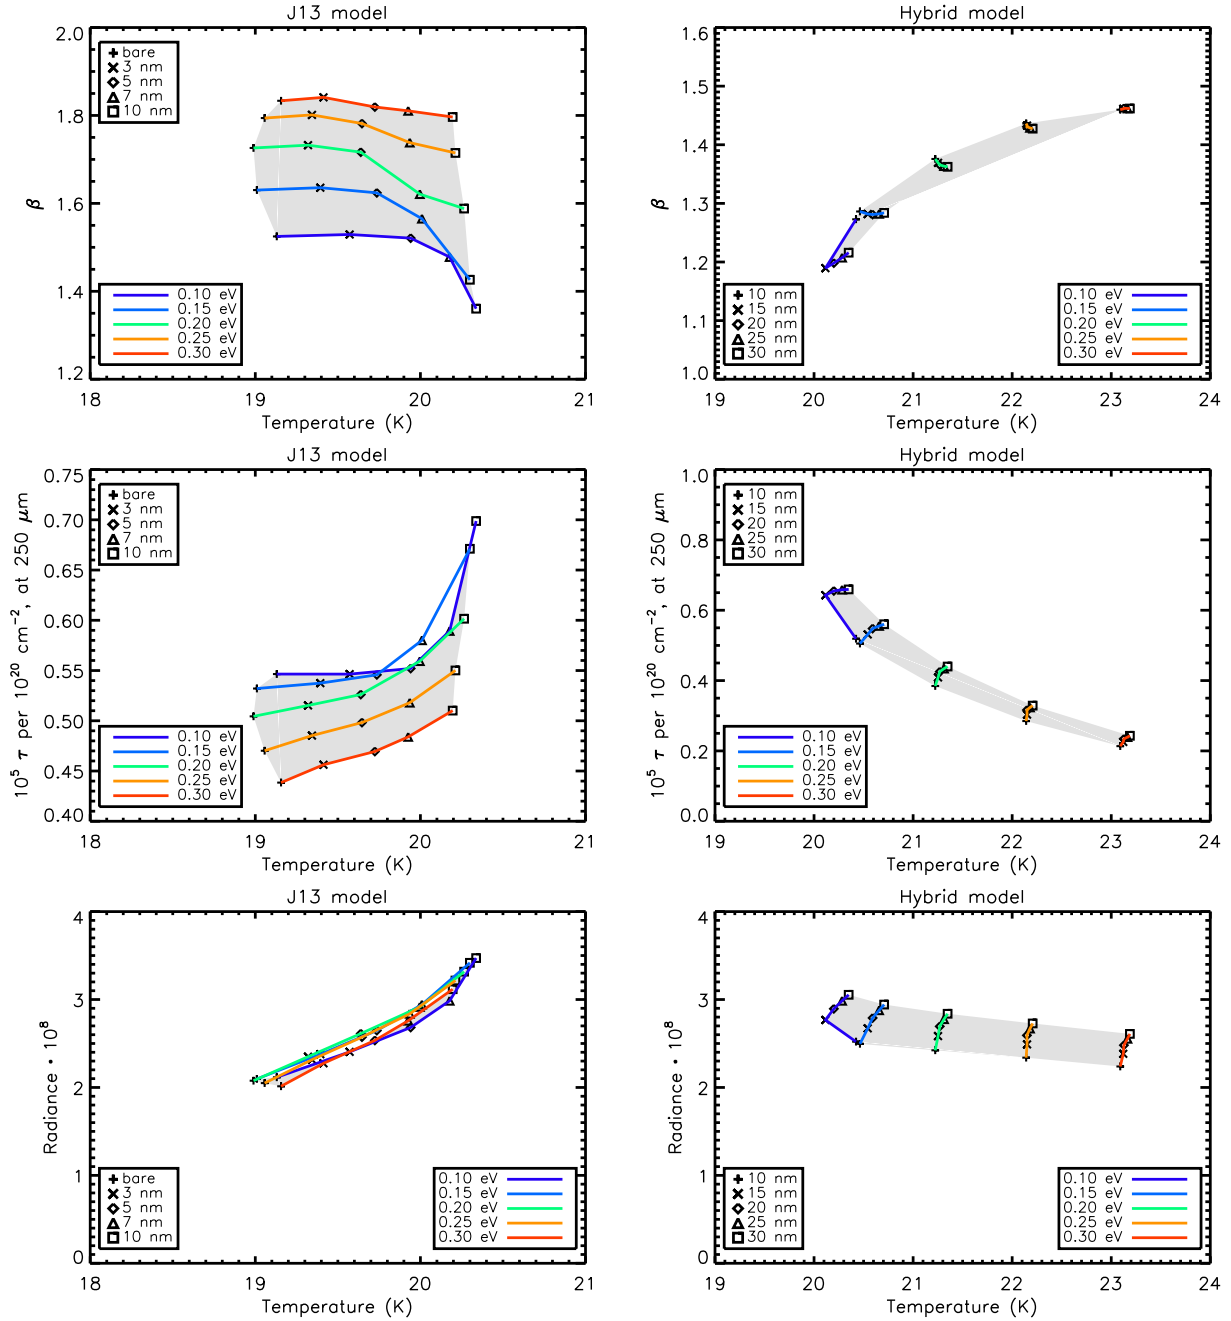 J13 model
2.0
1.8
1.6
1.4
1.2
β
bare
3 nm
5 nm
7 nm
10 nm
0.10 eV
0.15 eV
0.20 eV
0.25 eV
0.30 eV
18 19 20 21
Temperature (K)
Hybrid model
1.6
1.5
1.4
1.3
1.2
1.1
1.0
β
10 nm
15 nm
20 nm
25 nm
30 nm
0.10 eV
0.15 eV
0.20 eV
0.25 eV
0.30 eV
19 20 21 22 23 24
Temperature (K)
J13 model
0.75
0.70
0.65
0.60
0.55
0.50
0.45
0.40
10⁵ τ per 10²⁰ cm⁻², at 250 μm
bare
3 nm
5 nm
7 nm
10 nm
0.10 eV
0.15 eV
0.20 eV
0.25 eV
0.30 eV
18 19 20 21
Temperature (K)
Hybrid model
1.0
0.8
0.6
0.4
0.2
0.0
10⁵ τ per 10²⁰ cm⁻², at 250 μm
10 nm
15 nm
20 nm
25 nm
30 nm
0.10 eV
0.15 eV
0.20 eV
0.25 eV
0.30 eV
19 20 21 22 23 24
Temperature (K)
J13 model
4
3
2
1
0
Radiance • 10⁸
bare
3 nm
5 nm
7 nm
10 nm
0.10 eV
0.15 eV
0.20 eV
0.25 eV
0.30 eV
18 19 20 21
Temperature (K)
Hybrid model
4
3
2
1
0
Radiance • 10⁸
10 nm
15 nm
20 nm
25 nm
30 nm
0.10 eV
0.15 eV
0.20 eV
0.25 eV
0.30 eV
19 20 21 22 23 24
Temperature (K)